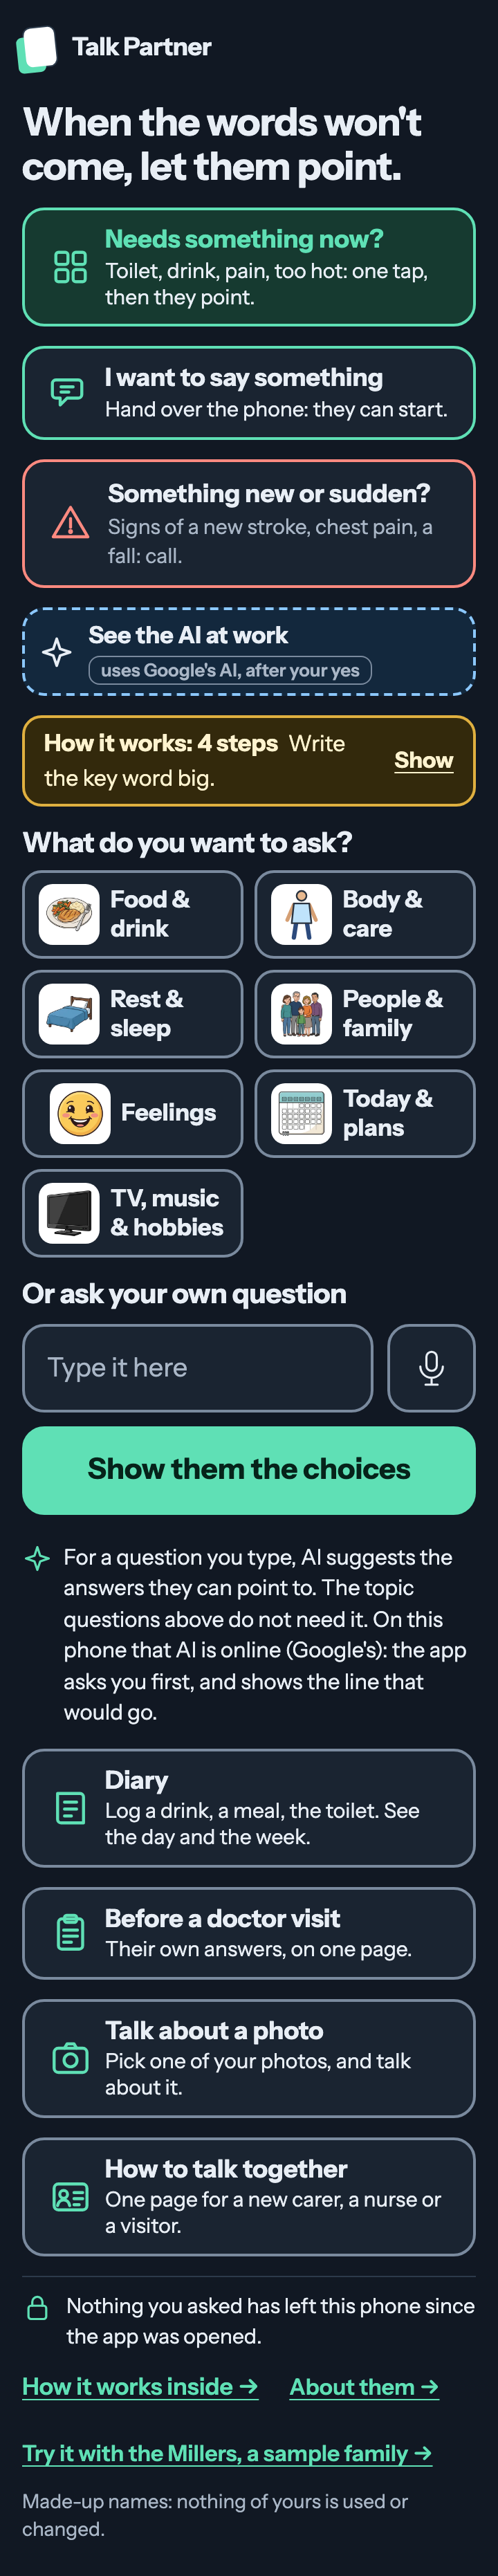 Talk Partner
When the words won't
come, let them point.
Needs something now?
Toilet, drink, pain, too hot: one tap,
then they point.
I want to say something
Hand over the phone: they can start.
Something new or sudden?
Signs of a new stroke, chest pain, a
fall: call.
See the AI at work
uses Google's AI, after your yes
How it works: 4 steps Write
the key word big.
Show
What do you want to ask?
Food &
drink
Body &
care
Rest &
sleep
People &
family
Feelings
Today &
plans
TV, music
& hobbies
Or ask your own question
Type it here
Show them the choices
For a question you type, AI suggests the
answers they can point to. The topic
questions above do not need it. On this
phone that AI is online (Google's): the app
asks you first, and shows the line that
would go.
Diary
Log a drink, a meal, the toilet. See
the day and the week.
Before a doctor visit
Their own answers, on one page.
Talk about a photo
Pick one of your photos, and talk
about it.
How to talk together
One page for a new carer, a nurse or
a visitor.
Nothing you asked has left this phone since
the app was opened.
How it works inside →
About them →
Try it with the Millers, a sample family →
Made-up names: nothing of yours is used or
changed.